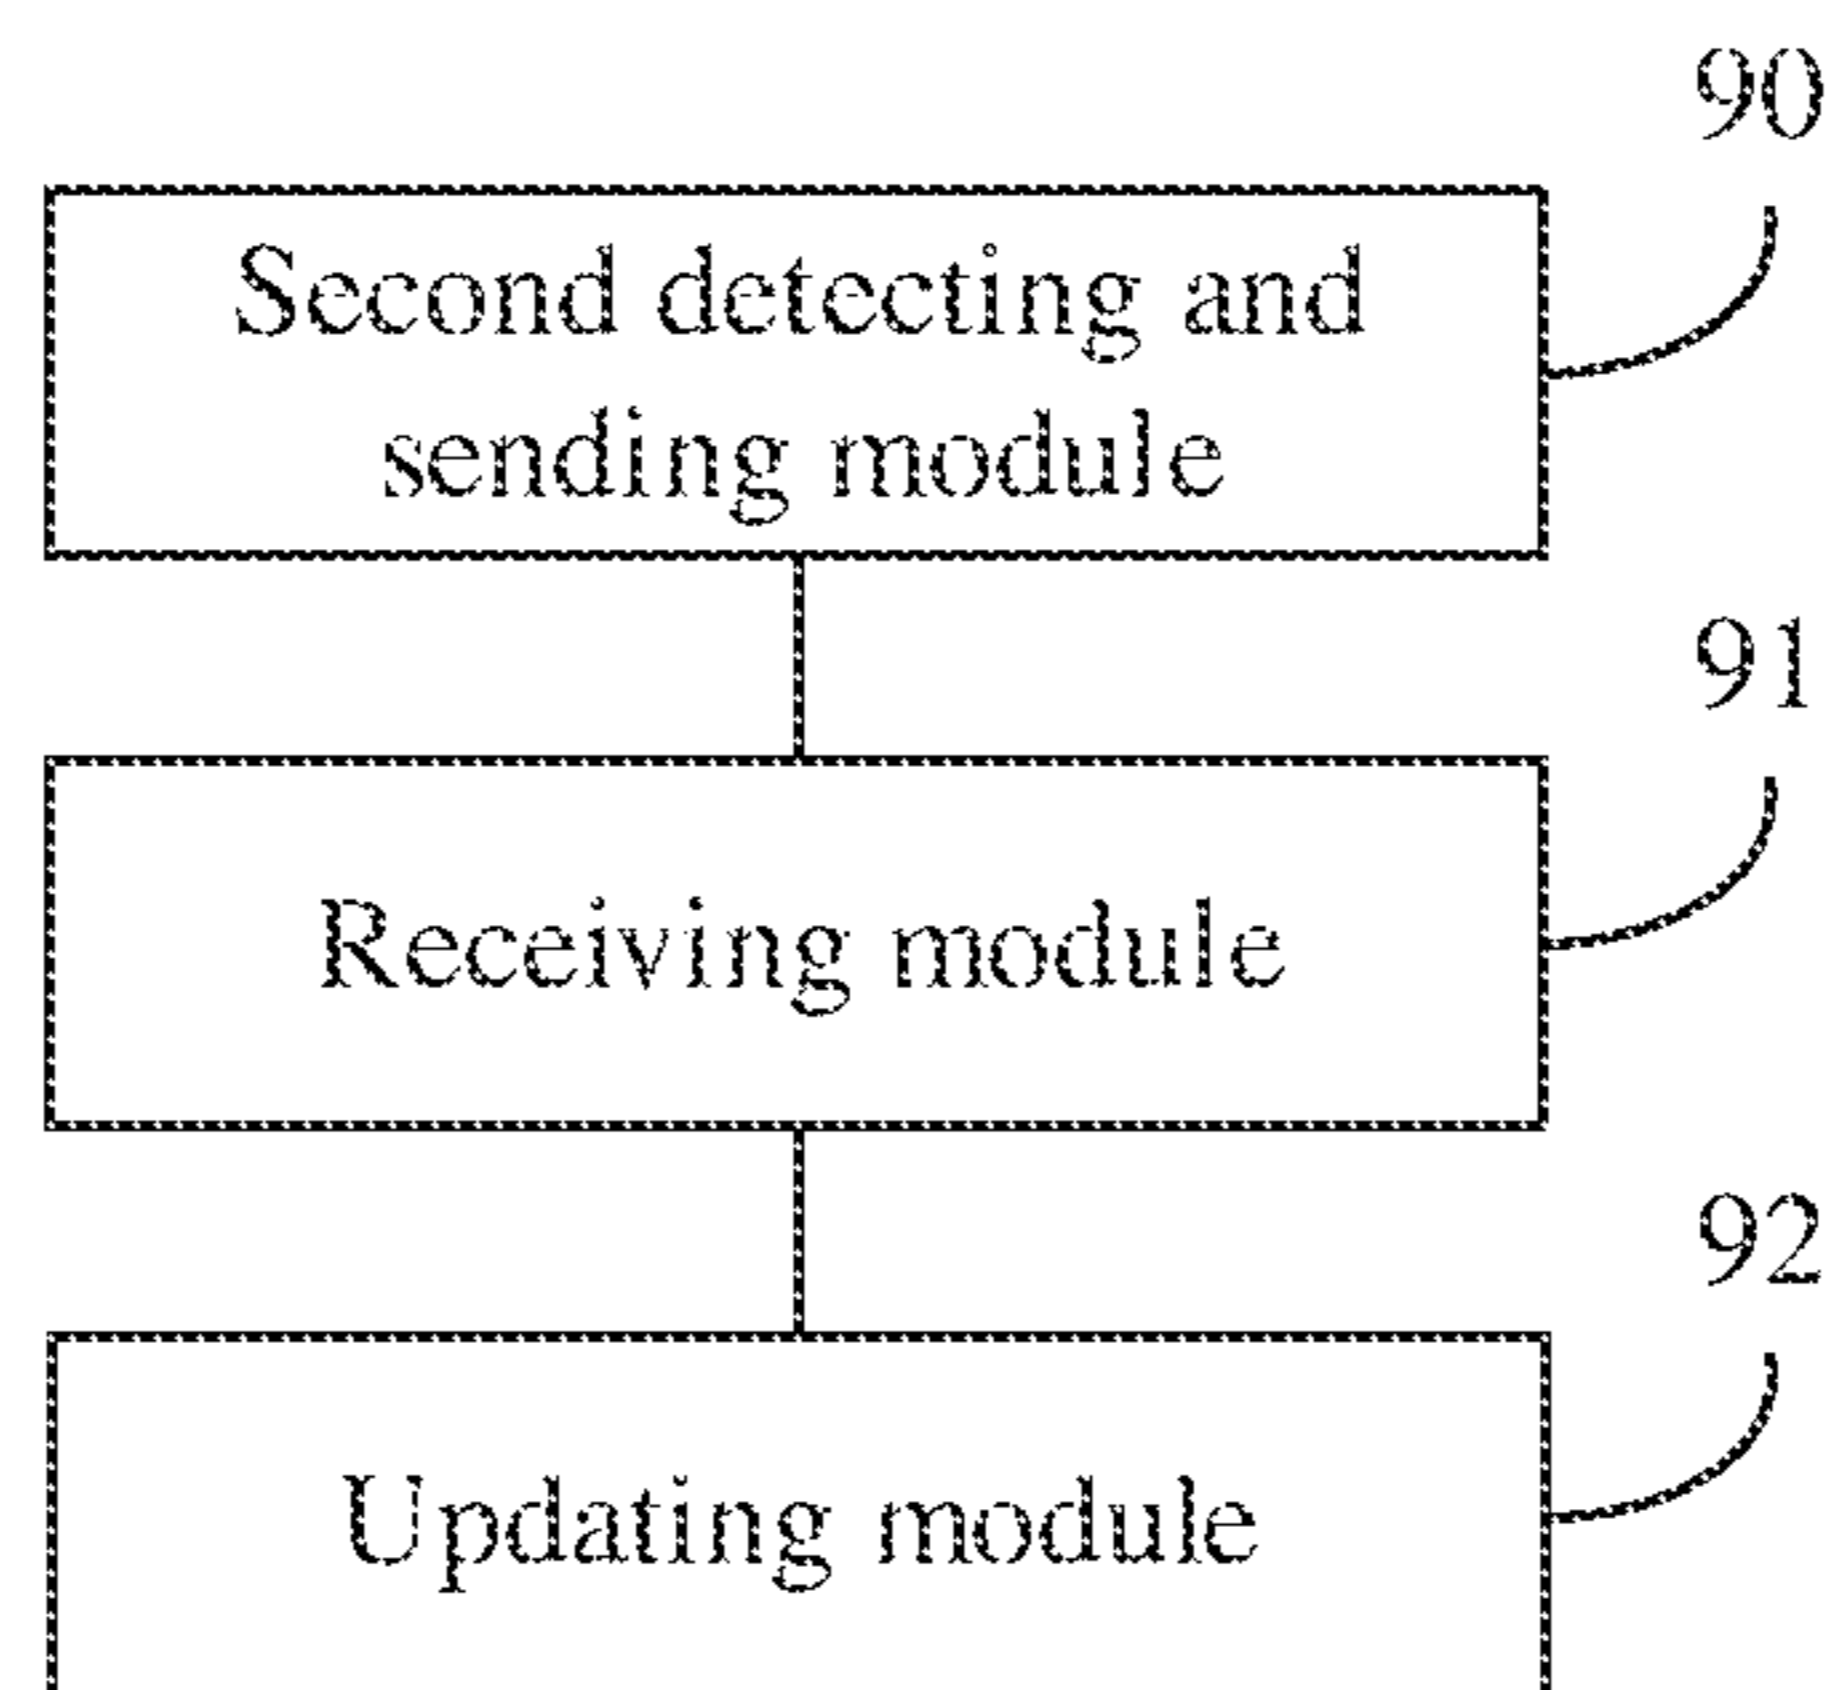 90
Second detecting and
sending module
91
Receiving module
92
Updating module